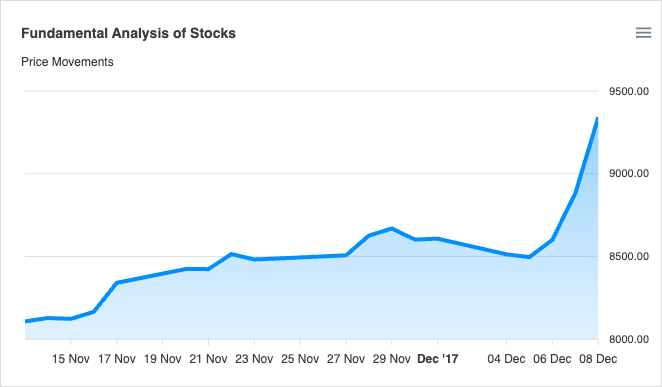 Fundamental Analysis of Stocks
Price Movements
9500.00
9000.00
8500.00
8000.00
15 Nov 17 Nov 19 Nov 21 Nov 23 Nov 25 Nov 27 Nov 29 Nov Dec '17 04 Dec 06 Dec 08 Dec